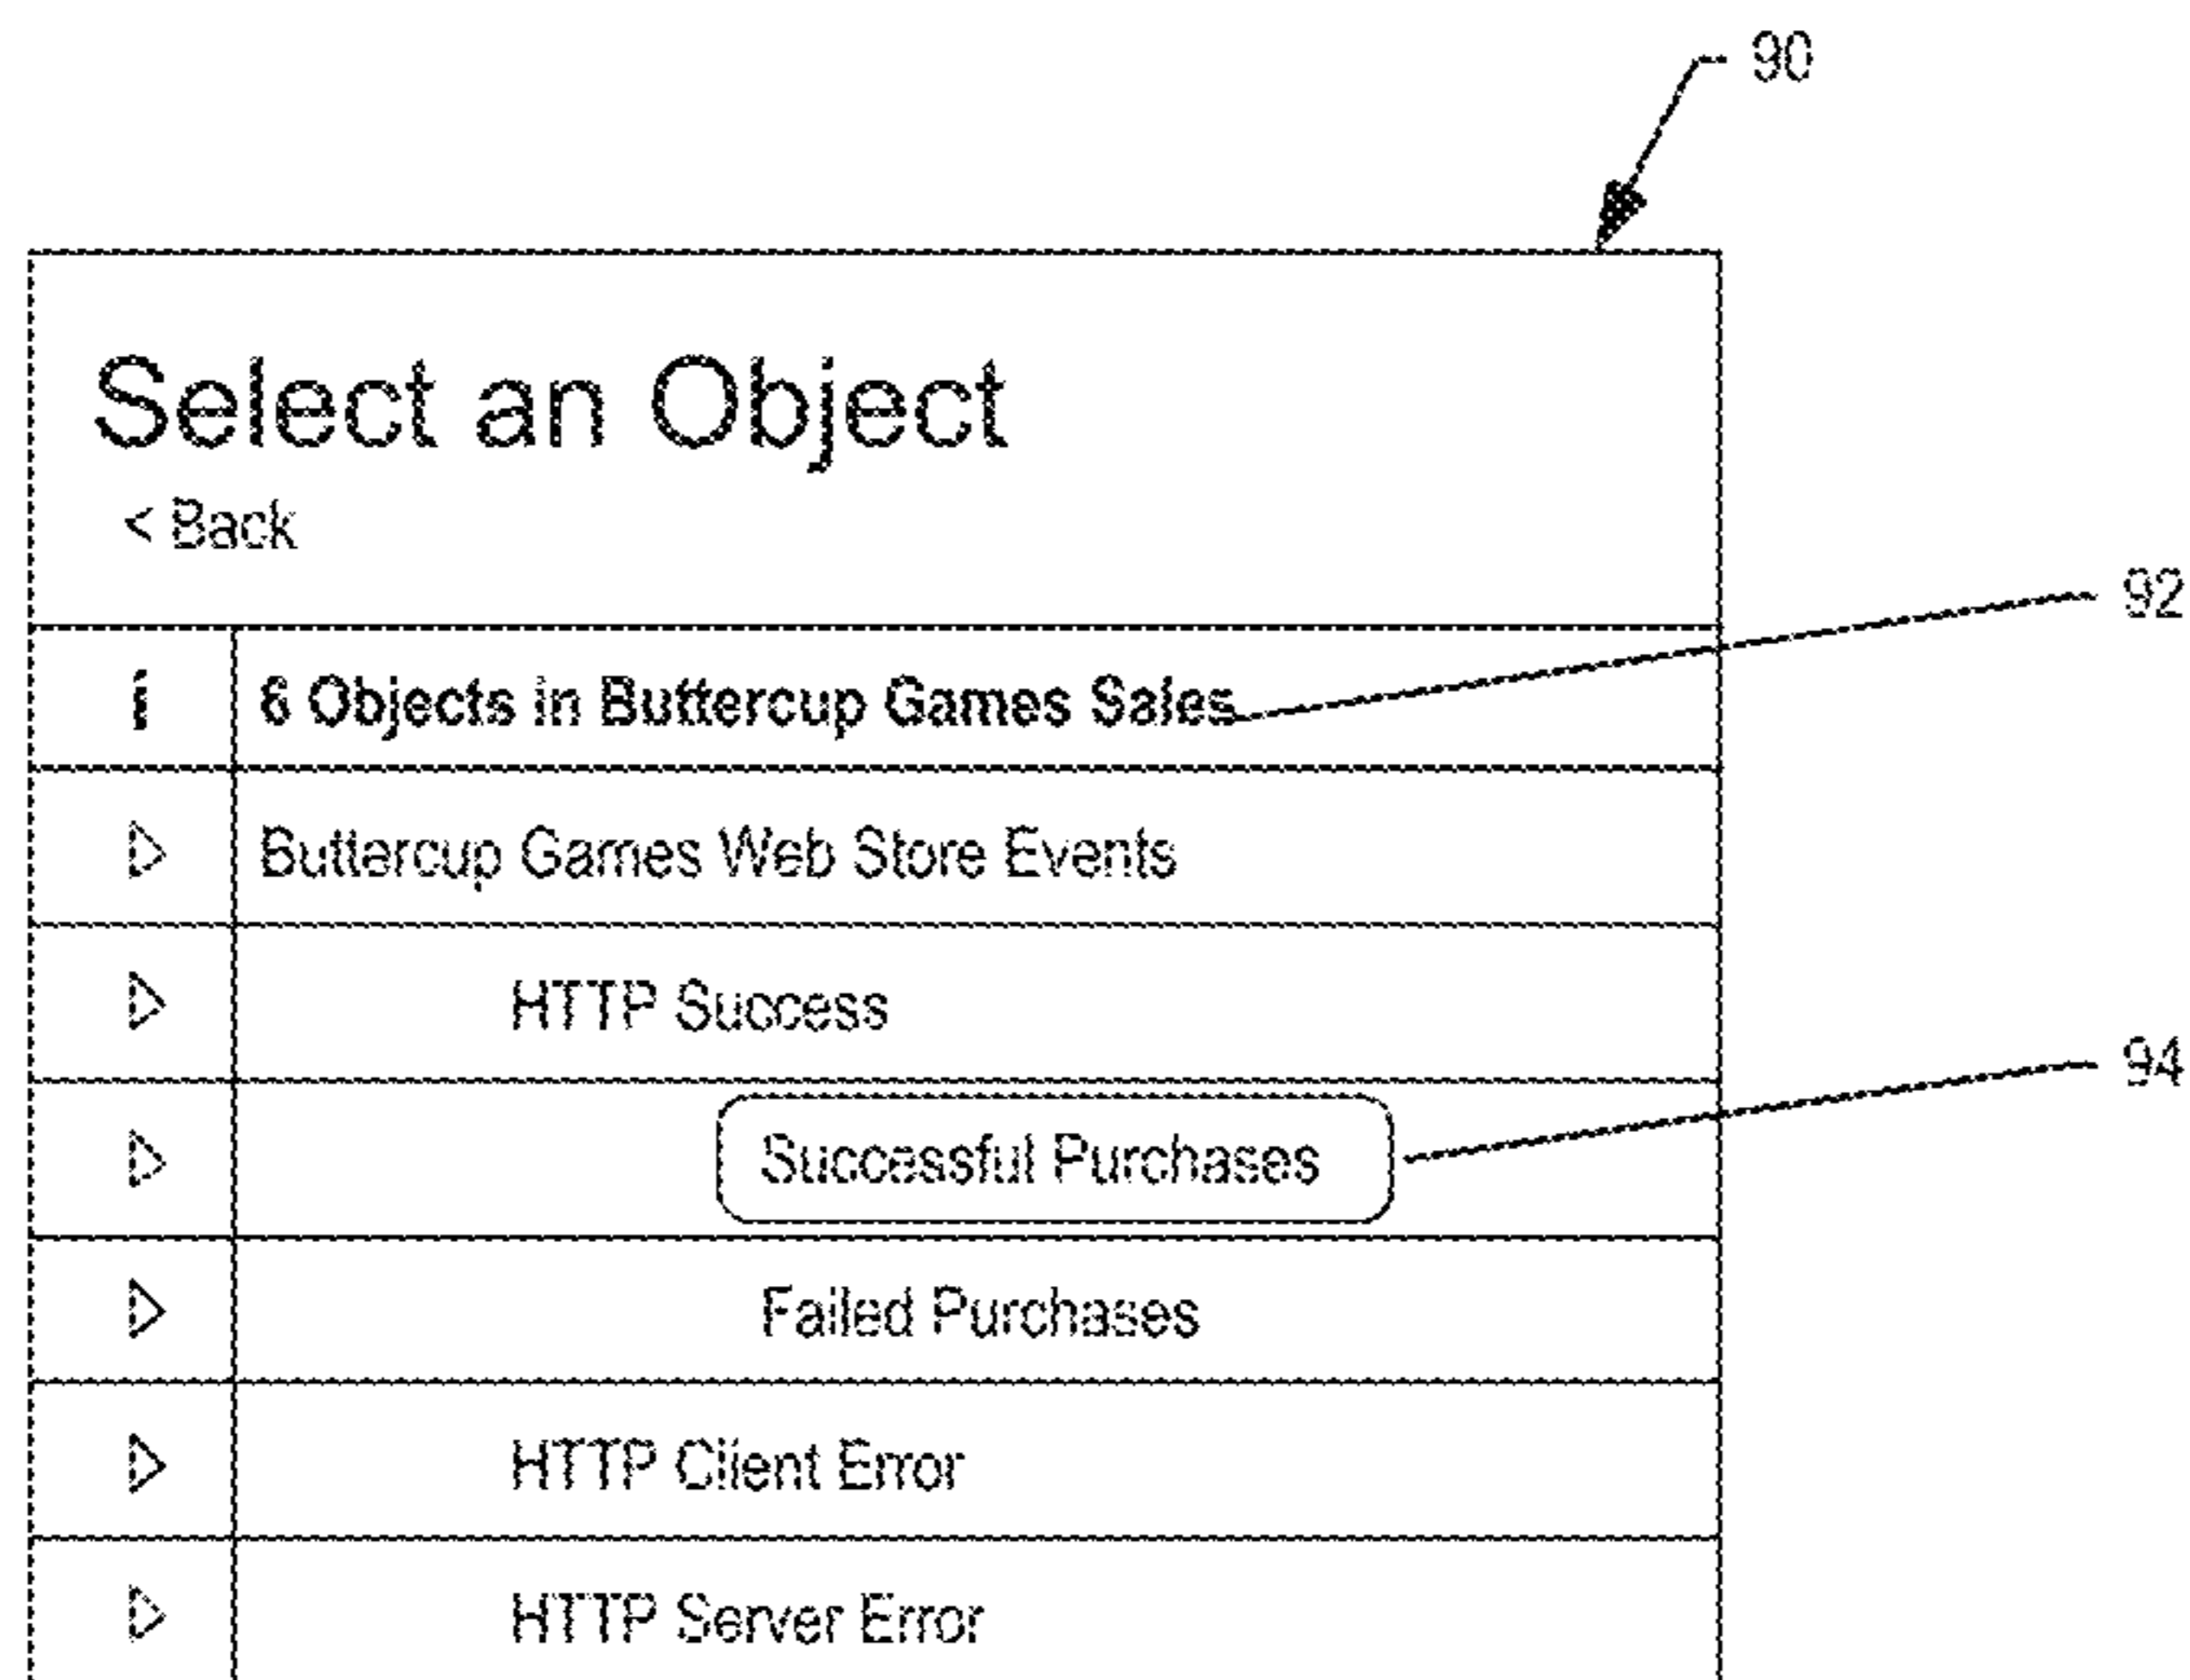 90
Select an Object
< Back
92
i 6 Objects in Buttercup Games Sales
Buttercup Games Web Store Events
HTTP Success
94
Successful Purchases
Failed Purchases
HTTP Client Error
HTTP Server Error